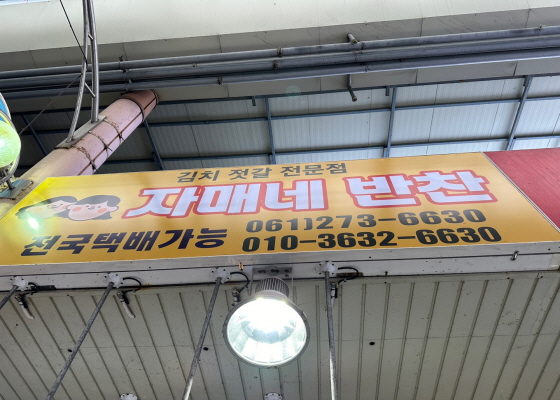 김치 젓갈 전문점
자매네 반찬
전국택배가능
061)273-6630
010-3632-6630